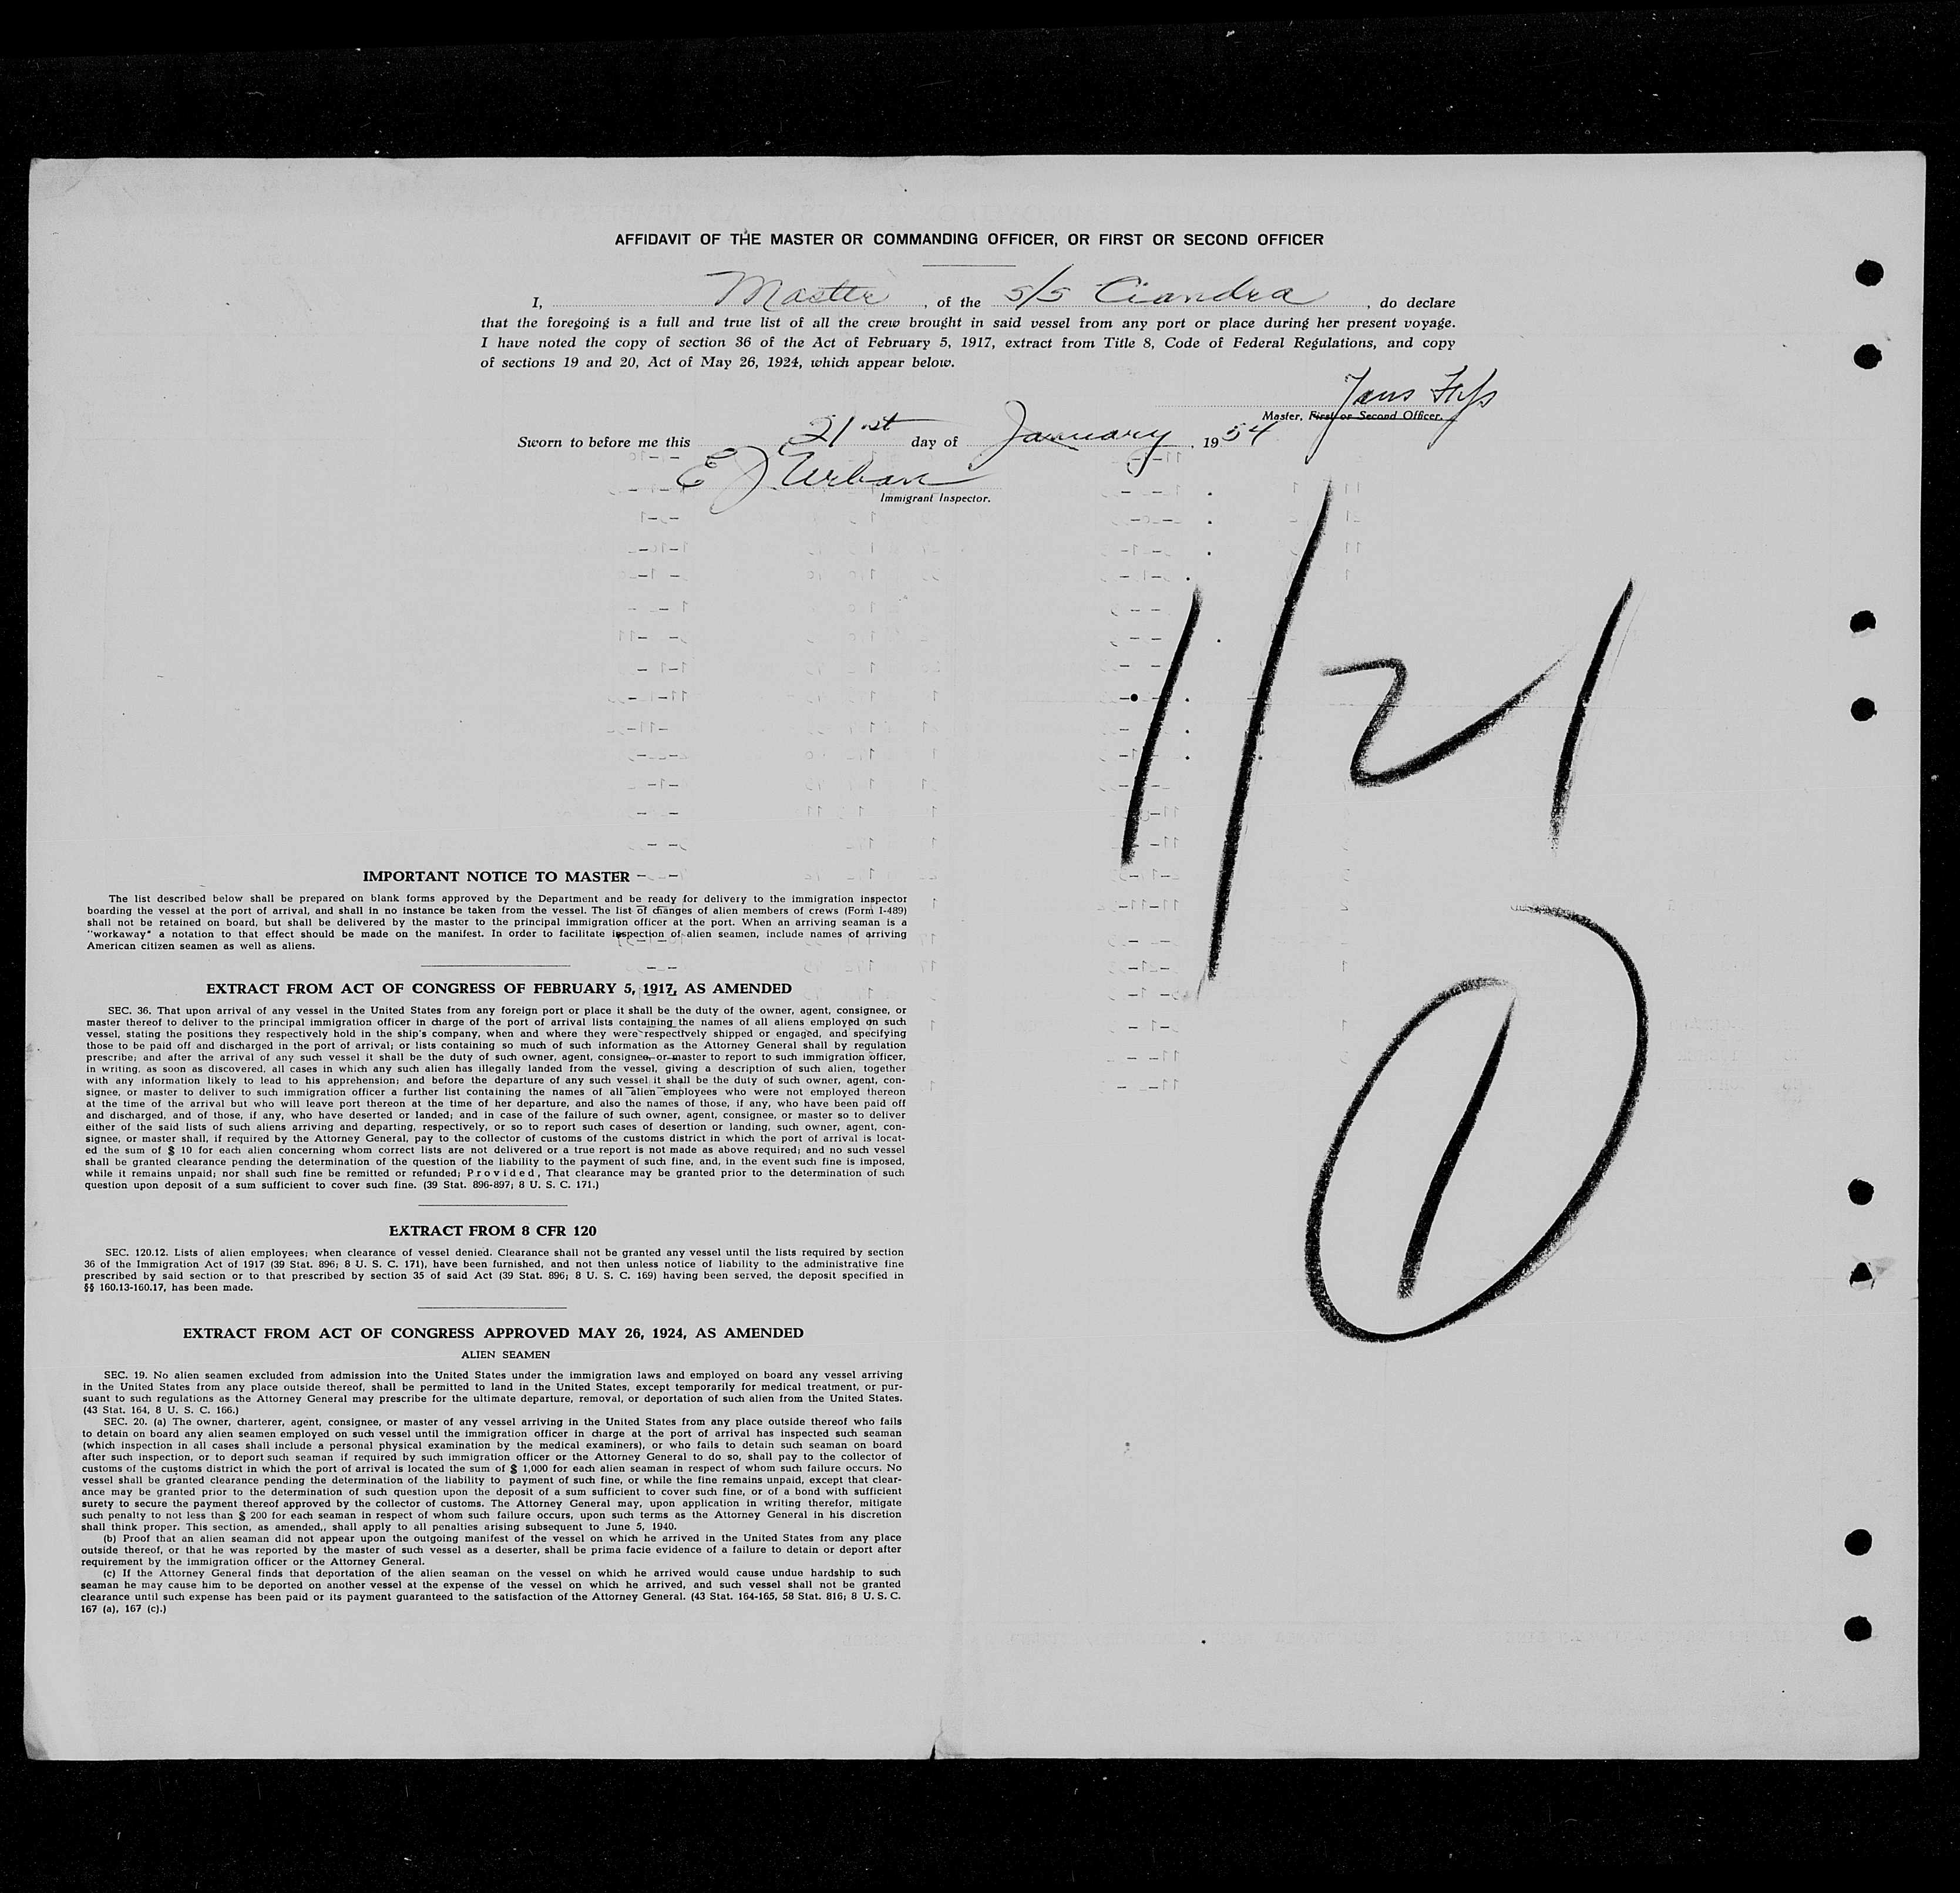 AFFIDAVIT OF THE MASTER OR COMMANDING OFFICER, OR FIRST OR SECOND OFFICER
I, Master, of the S/S Ciandra, do declare
that the foregoing is a full and true list of all the crew brought in said vessel from any port or place during her present voyage.
I have noted the copy of section 36 of the Act of February 5, 1917, extract from Title 8, Code of Federal Regulations, and copy
of sections 19 and 20, Act of May 26, 1924, which appear below.
Master, First or Second Officer.
Sworn to before me this 21st day of January, 1954
E J Urban
Immigrant Inspector.
1/21
1
IMPORTANT NOTICE TO MASTER
The list described below shall be prepared on blank forms approved by the Department and be ready for delivery to the immigration inspector
boarding the vessel at the port of arrival, and shall in no instance be taken from the vessel. The list of changes of alien members of crews (Form I-489)
shall not be retained on board, but shall be delivered by the master to the principal immigration officer at the port. When an arriving seaman is a
"workaway" a notation to that effect should be made on the manifest. In order to facilitate inspection of alien seamen, include names of arriving
American citizen seamen as well as aliens.
EXTRACT FROM ACT OF CONGRESS OF FEBRUARY 5, 1917, AS AMENDED
SEC. 36. That upon arrival of any vessel in the United States from any foreign port or place it shall be the duty of the owner, agent, consignee, or
master thereof to deliver to the principal immigration officer in charge of the port of arrival lists containing the names of all aliens employed on such
vessel, stating the positions they respectively hold in the ship's company, when and where they were respectively shipped or engaged, and specifying
those to be paid off and discharged in the port of arrival; or lists containing so much of such information as the Attorney General shall by regulation
prescribe; and after the arrival of any such vessel it shall be the duty of such owner, agent, consignee, or master to report to such immigration officer,
in writing. as soon as discovered, all cases in which any such alien has illegally landed from the vessel, giving a description of such alien, together
with any information likely to lead to his apprehension; and before the departure of any such vessel it shall be the duty of such owner, agent, con-
signee, or master to deliver to such immigration officer a further list containing the names of all alien employees who were not employed thereon
at the time of the arrival but who will leave port thereon at the time of her departure, and also the names of those, if any, who have been paid off
and discharged, and of those, if any, who have deserted or landed; and in case of the failure of such owner, agent, consignee, or master so to deliver
either of the said lists of such aliens arriving and departing, respectively, or so to report such cases of desertion or landing, such owner, agent, con-
signee, or master shall, if required by the Attorney General, pay to the collector of customs of the customs district in which the port of arrival is locat-
ed the sum of $ 10 for each alien concerning whom correct lists are not delivered or a true report is not made as above required; and no such vessel
shall be granted clearance pending the determination of the question of the liability to the payment of such fine, and, in the event such fine is imposed,
while it remains unpaid; nor shall such fine be remitted or refunded; Provided, That clearance may be granted prior to the determination of such
question upon deposit of a sum sufficient to cover such fine. (39 Stat. 896-897; 8 U. S. C. 171.)
EXTRACT FROM 8 CFR 120
SEC. 120.12. Lists of alien employees; when clearance of vessel denied. Clearance shall not be granted any vessel until the lists required by section
36 of the Immigration Act of 1917 (39 Stat. 896; 8 U. S. C. 171), have been furnished, and not then unless notice of liability to the administrative fine
prescribed by said section or to that prescribed by section 35 of said Act (39 Stat. 896; 8 U. S. C. 169) having been served, the deposit specified in
§§ 160.13-160.17, has been made.
EXTRACT FROM ACT OF CONGRESS APPROVED MAY 26, 1924, AS AMENDED
ALIEN SEAMEN
SEC. 19. No alien seamen excluded from admission into the United States under the immigration laws and employed on board any vessel arriving
in the United States from any place outside thereof, shall be permitted to land in the United States, except temporarily for medical treatment, or pur-
suant to such regulations as the Attorney General may prescribe for the ultimate departure, removal, or deportation of such alien from the United States.
(43 Stat. 164, 8 U. S. C. 166.)
SEC. 20. (a) The owner, charterer, agent, consignee, or master of any vessel arriving in the United States from any place outside thereof who fails
to detain on board any alien seamen employed on such vessel until the immigration officer in charge at the port of arrival has inspected such seaman
(which inspection in all cases shall include a personal physical examination by the medical examiners), or who fails to detain such seaman on board
after such inspection, or to deport such seaman if required by such immigration officer or the Attorney General to do so, shall pay to the collector of
customs of the customs district in which the port of arrival is located the sum of $ 1,000 for each alien seaman in respect of whom such failure occurs. No
vessel shall be granted clearance pending the determination of the liability to payment of such fine, or while the fine remains unpaid, except that clear-
ance may be granted prior to the determination of such question upon the deposit of a sum sufficient to cover such fine, or of a bond with sufficient
surety to secure the payment thereof approved by the collector of customs. The Attorney General may, upon application in writing therefor, mitigate
such penalty to not less than $ 200 for each seaman in respect of whom such failure occurs, upon such terms as the Attorney General in his discretion
shall think proper. This section, as amended,, shall apply to all penalties arising subsequent to June 5, 1940.
(b) Proof that an alien seaman did not appear upon the outgoing manifest of the vessel on which he arrived in the United States from any place
outside thereof, or that he was reported by the master of such vessel as a deserter, shall be prima facie evidence of a failure to detain or deport after
requirement by the immigration officer or the Attorney General.
(c) If the Attorney General finds that deportation of the alien seaman on the vessel on which he arrived would cause undue hardship to such
seaman he may cause him to be deported on another vessel at the expense of the vessel on which he arrived, and such vessel shall not be granted
clearance until such expense has been paid or its payment guaranteed to the satisfaction of the Attorney General. (43 Stat. 164-165, 58 Stat. 816; 8 U. S. C.
167 (a), 167 (c).)